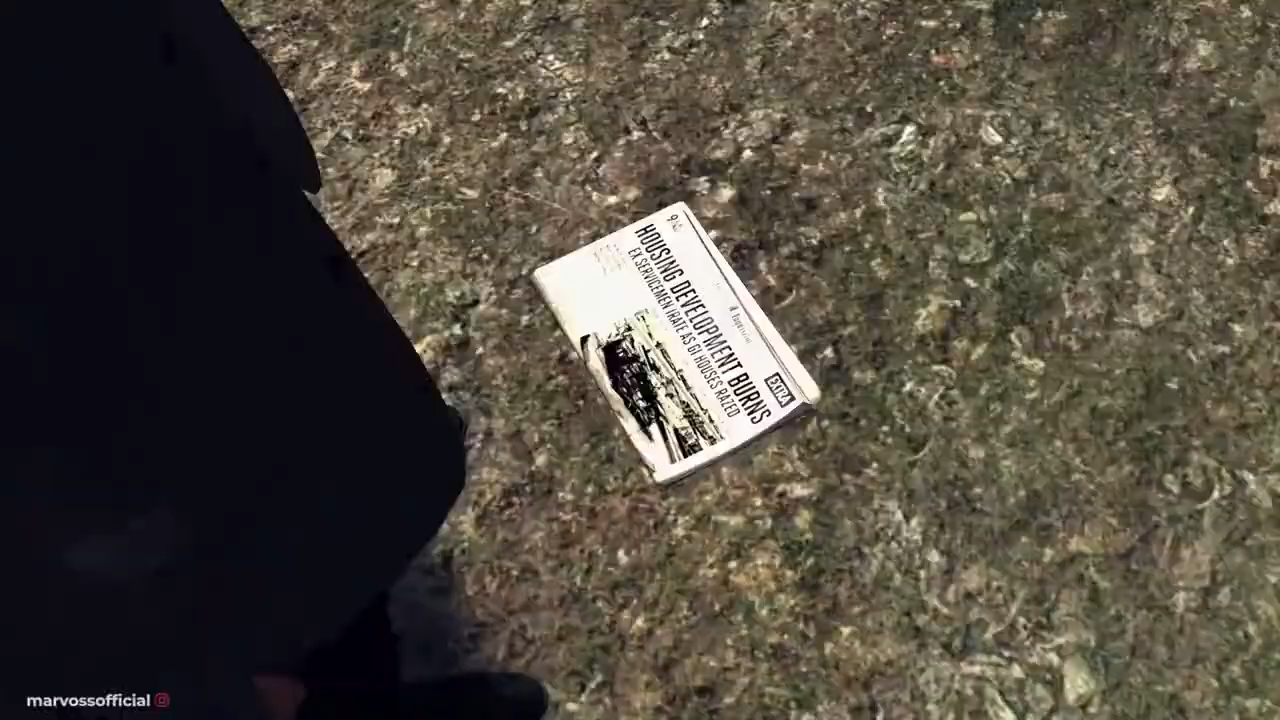 HOUSING DEVELOPMENT BURNS
EX SERVICEMEN IRATE AS GI HOUSES RAZED
EXTRA
marvossofficial